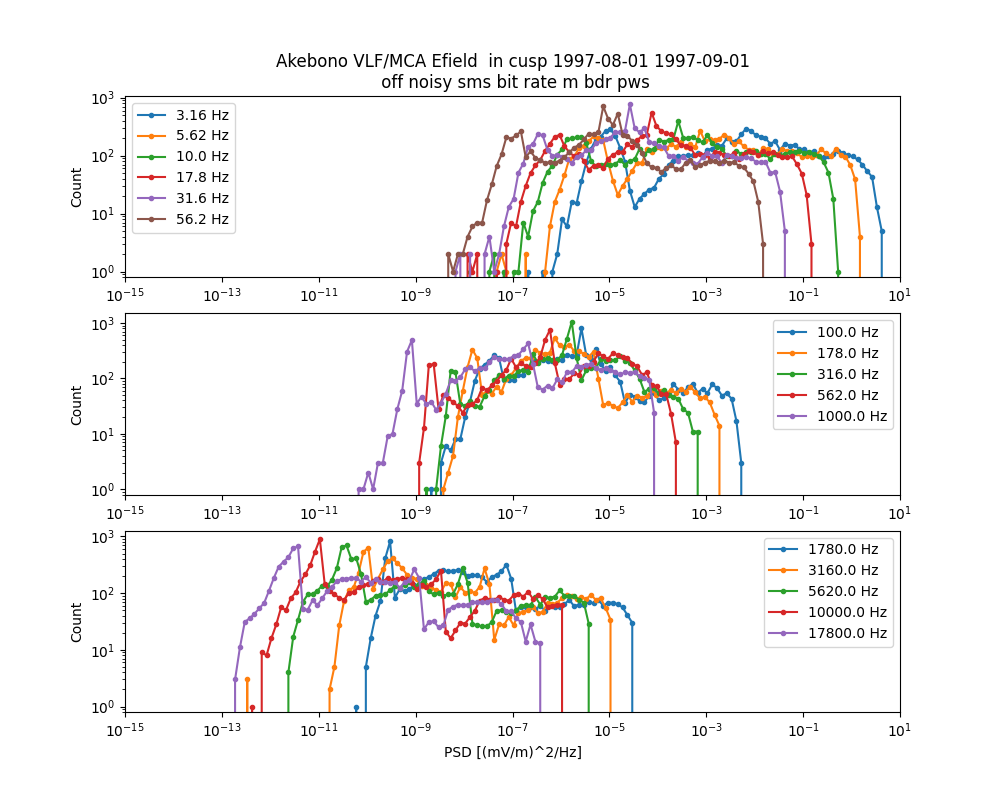 Akebono VLF/MCA Efield  in cusp 1997-08-01 1997-09-01
off noisy sms bit rate m bdr pws
Count
10^3
10^2
10^1
10^0
3.16 Hz
5.62 Hz
10.0 Hz
17.8 Hz
31.6 Hz
56.2 Hz
10^-15 10^-13 10^-11 10^-9 10^-7 10^-5 10^-3 10^-1 10^1
Count
10^3
10^2
10^1
10^0
100.0 Hz
178.0 Hz
316.0 Hz
562.0 Hz
1000.0 Hz
10^-15 10^-13 10^-11 10^-9 10^-7 10^-5 10^-3 10^-1 10^1
Count
10^3
10^2
10^1
10^0
1780.0 Hz
3160.0 Hz
5620.0 Hz
10000.0 Hz
17800.0 Hz
10^-15 10^-13 10^-11 10^-9 10^-7 10^-5 10^-3 10^-1 10^1
PSD [(mV/m)^2/Hz]